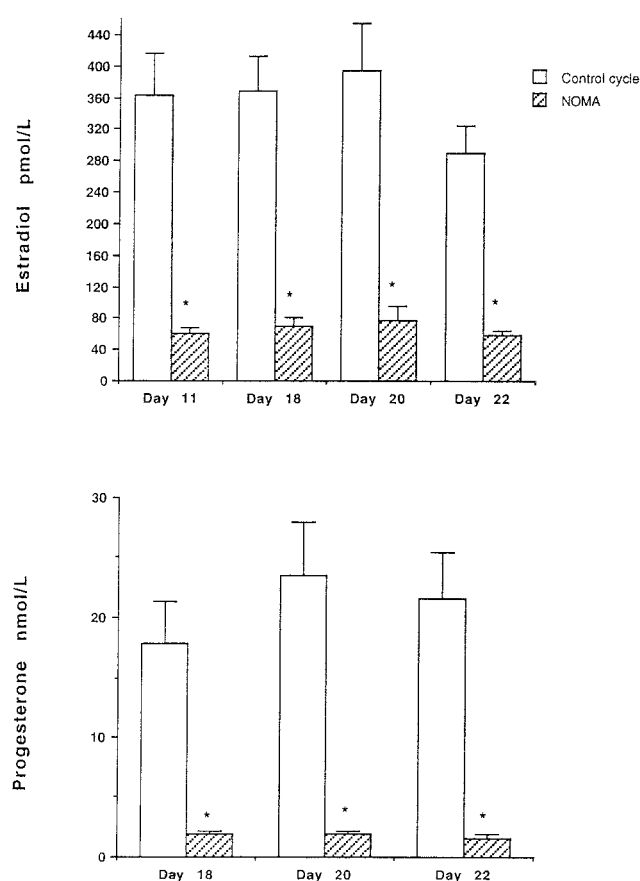 Estradiol pmol/L
440
400
360
320
280
240
200
160
120
80
40
0
* * * *
Day 11 Day 18 Day 20 Day 22
Control cycle
NOMA
Progesterone nmol/L
30
20
10
0
* * *
Day 18 Day 20 Day 22